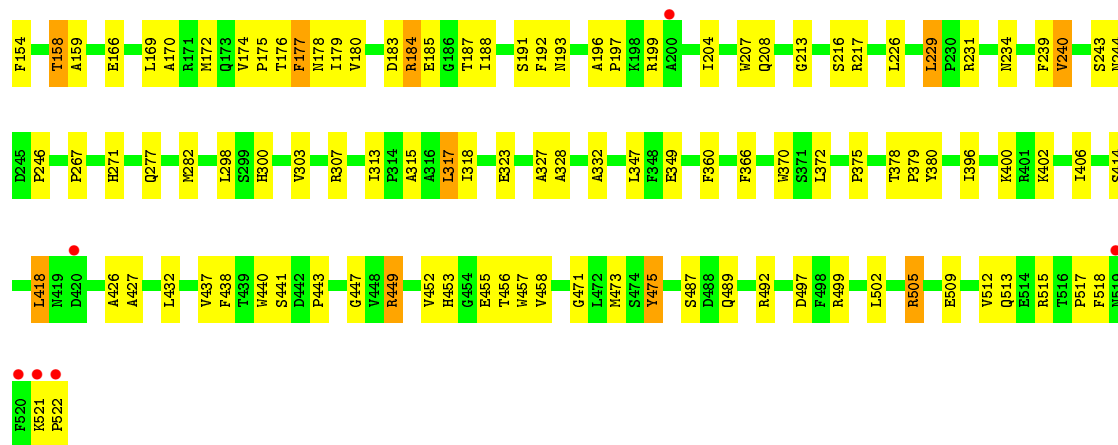 F154 T158 A159 E166 L169 A170 R171 M172 Q173 V174 P175 T176 F177 N178 I179 V180 D183 R184 E185 G186 T187 I188 S191 F192 N193 A196 P197 K198 R199 A200 I204 W207 Q208 G213 S216 R217 L226 L229 P230 R231 N234 F239 V240 S243 N244
D245 P246 P267 H271 Q277 M282 L298 S299 H300 V303 R307 I313 P314 A315 A316 L317 I318 E323 A327 A328 A332 L347 F348 E349 F360 F366 W370 S371 L372 P375 T378 P379 Y380 I396 K400 R401 K402 I406 S414
L418 N419 D420 A426 A427 L432 V437 F438 T439 W440 S441 D442 P443 G447 V448 R449 V452 H453 G454 E455 T456 W457 V458 G471 L472 M473 S474 Y475 S487 D488 Q489 R492 D497 F498 R499 L502 R505 E509 V512 Q513 E514 R515 T516 P517 F518 N519
F520 K521 P522